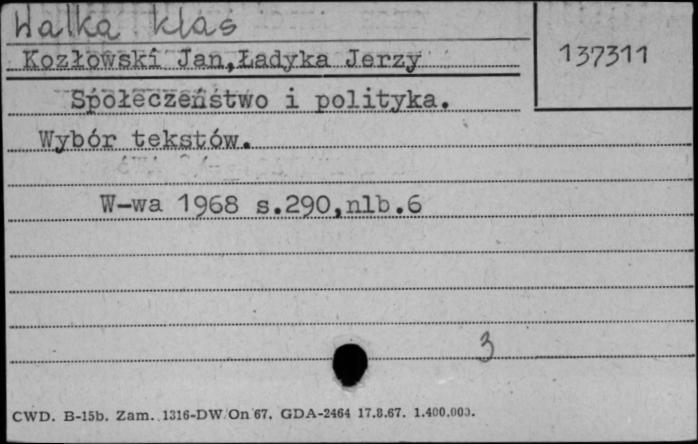 Walka klas
137311
Kozłowski Jan,Ładyka Jerzy
Społeczeństwo i polityka.
Wybór tekstów.
W-wa 1968 s.290,nlb.6
3
CWD. B-15b. Zam. 1316-DW/On 67. GDA-2464 17.8.67. 1.400.000.